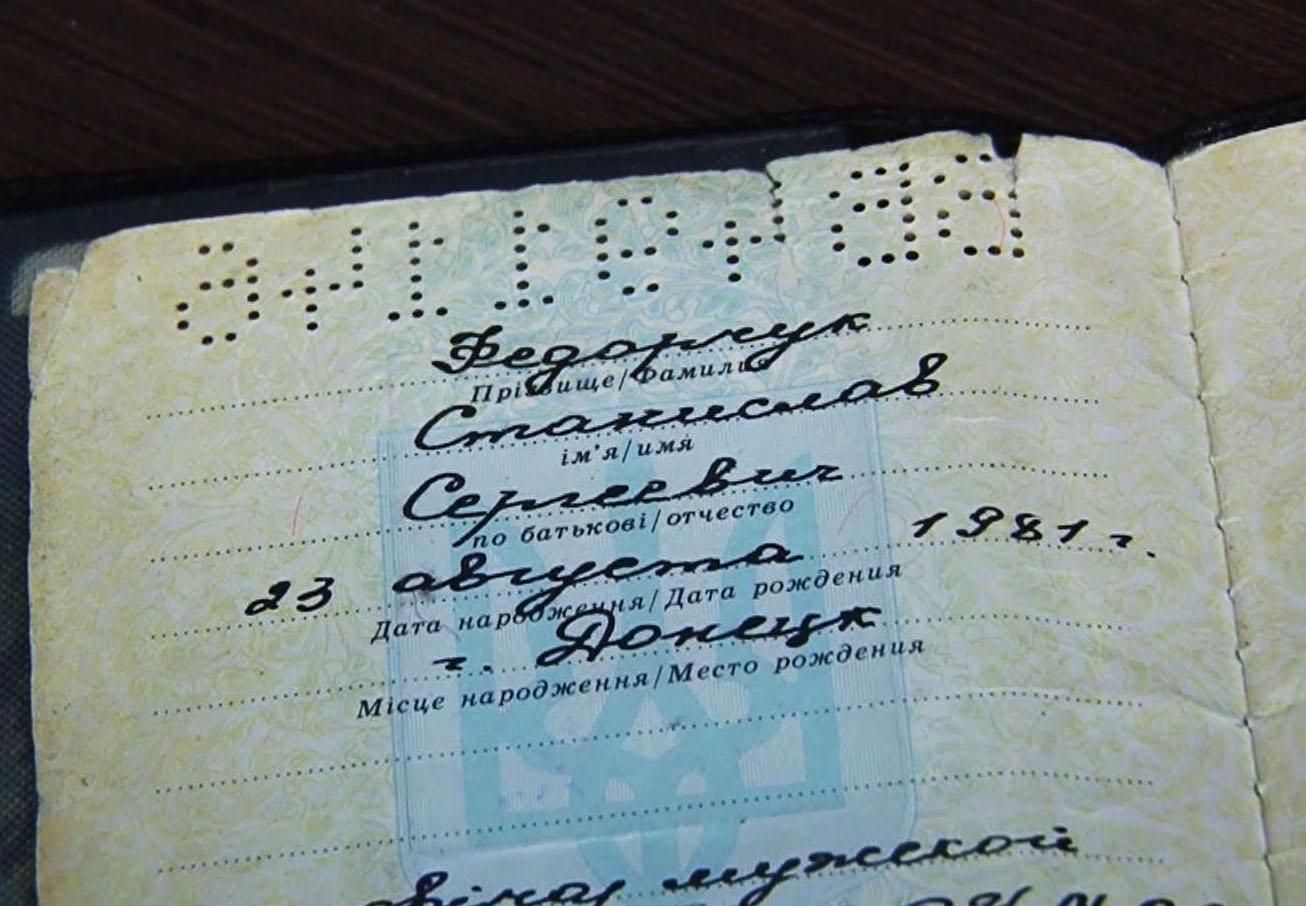 Федорчук
Прізвище/Фамилия
Станислав
ім'я/имя
Сергеевич
по батькові/отчество
23 августа 1981 г.
Дата народження/Дата рождения
г. Донецк
Місце народження/Место рождения
мужской